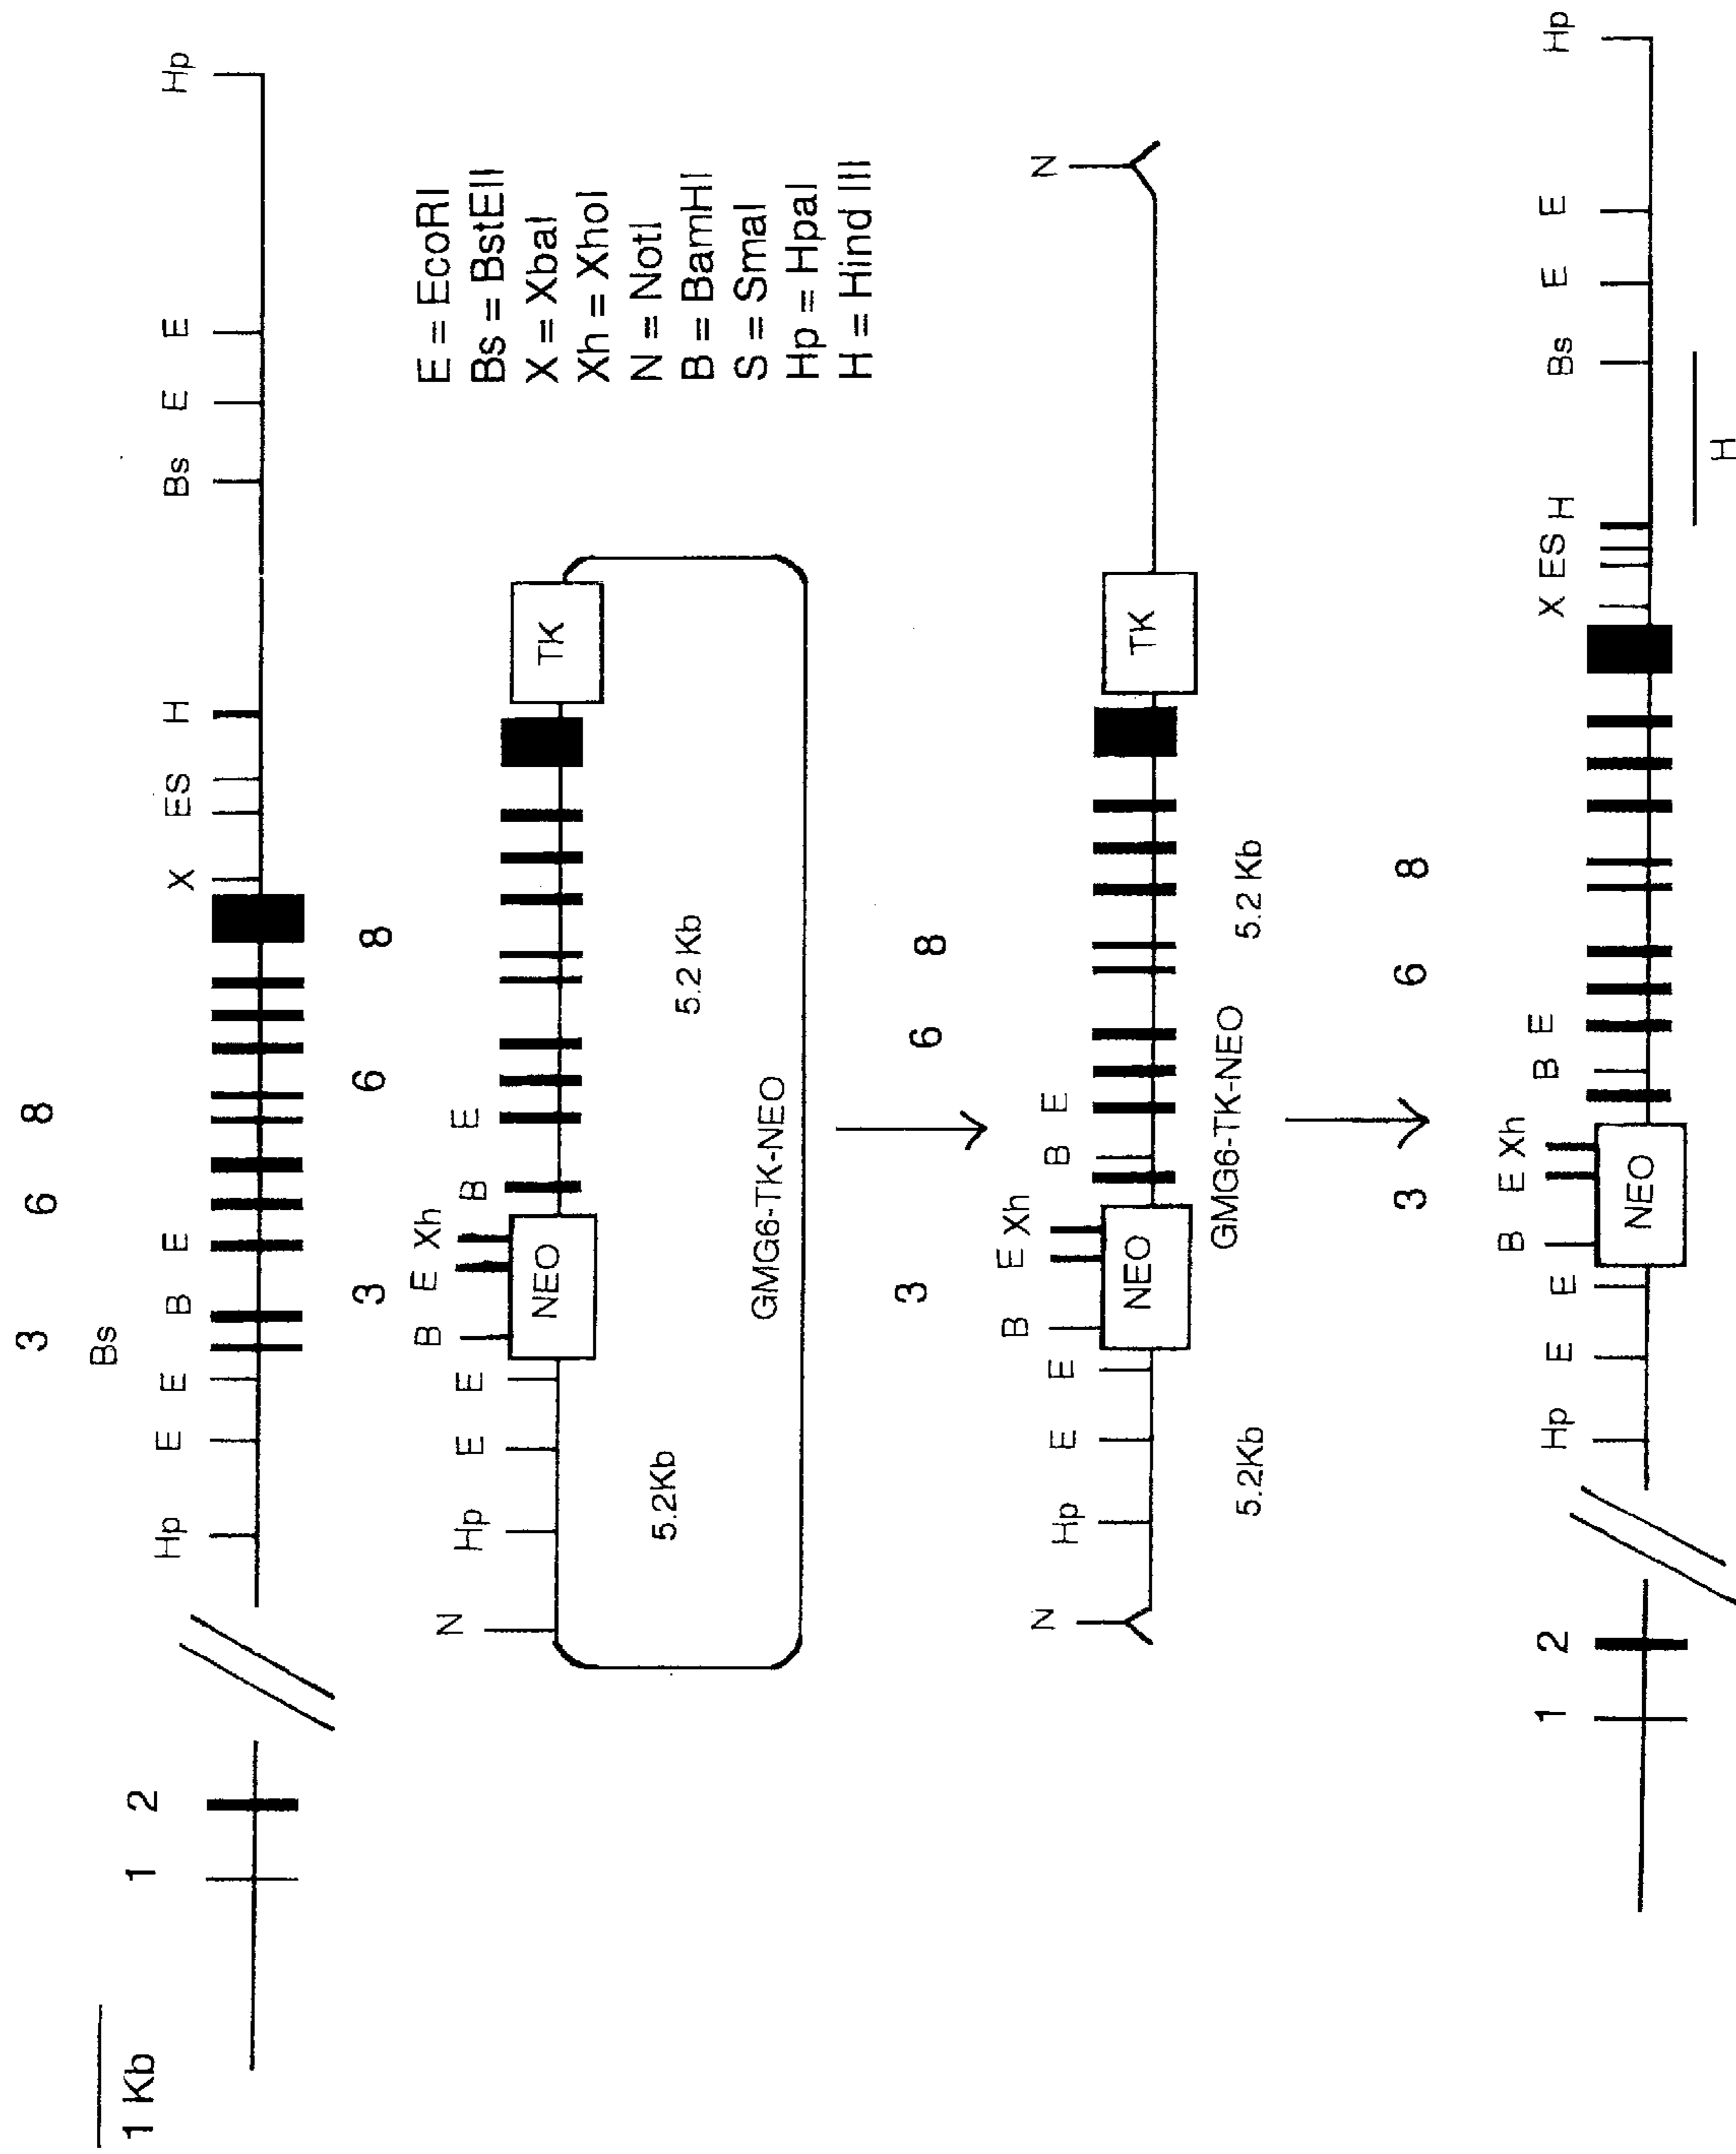 3 6 8
Bs
1 Kb
1 2
Hp E E B E X ES H Bs E E Hp
3 6 8
N Hp E E B E Xh B E
NEO TK
5.2Kb 5.2 Kb
GMG6-TK-NEO
E = EcoRI
Bs = BstEII
X = XbaI
Xh = XhoI
N = NotI
B = BamHI
S = SmaI
Hp = HpaI
H = Hind III
3 6 8
N Hp E E B E Xh B E N
NEO TK
GMG6-TK-NEO
5.2Kb 5.2 Kb
3 6 8
1 2 Hp E E B E Xh B E X ES H Bs E E Hp
NEO
H